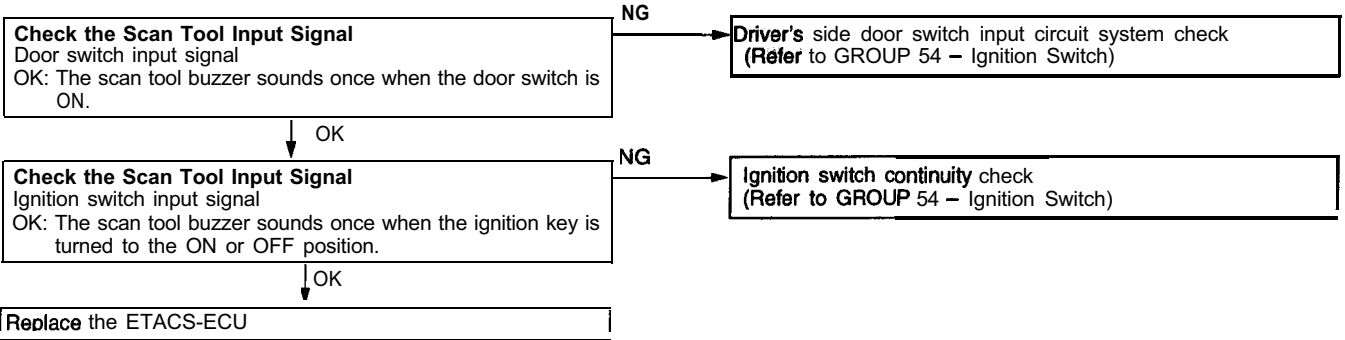 NG
Check the Scan Tool Input Signal
Door switch input signal
OK: The scan tool buzzer sounds once when the door switch is
ON.
Driver's side door switch input circuit system check
(Refer to GROUP 54 – Ignition Switch)
OK
NG
Check the Scan Tool Input Signal
Ignition switch input signal
OK: The scan tool buzzer sounds once when the ignition key is
turned to the ON or OFF position.
Ignition switch continuity check
(Refer to GROUP 54 – Ignition Switch)
OK
Replace the ETACS-ECU